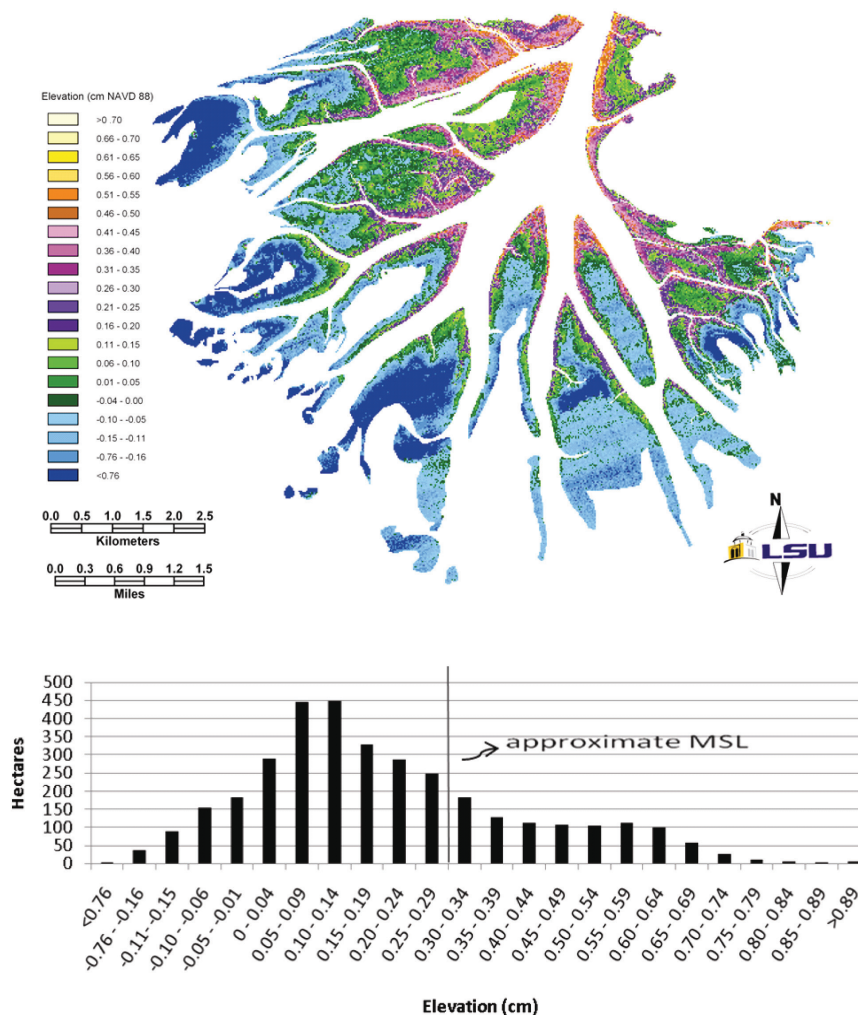 Elevation (cm NAVD 88)
>0 .70
0.66 - 0.70
0.61 - 0.65
0.56 - 0.60
0.51 - 0.55
0.46 - 0.50
0.41 - 0.45
0.36 - 0.40
0.31 - 0.35
0.26 - 0.30
0.21 - 0.25
0.16 - 0.20
0.11 - 0.15
0.06 - 0.10
0.01 - 0.05
-0.04 - 0.00
-0.10 - -0.05
-0.15 - -0.11
-0.76 - -0.16
<0.76
0.0 0.5 1.0 1.5 2.0 2.5
Kilometers
0.0 0.3 0.6 0.9 1.2 1.5
Miles
N
LSU
500
450
400
350
300
250
200
150
100
50
0
Hectares
approximate MSL
<0.76
-0.76 - -0.16
-0.11 - -0.15
-0.10 - -0.06
-0.05 - -0.01
0 - 0.04
0.05 - 0.09
0.10 - 0.14
0.15 - 0.19
0.20 - 0.24
0.25 - 0.29
0.30 - 0.34
0.35 - 0.39
0.40 - 0.44
0.45 - 0.49
0.50 - 0.54
0.55 - 0.59
0.60 - 0.64
0.65 - 0.69
0.70 - 0.74
0.75 - 0.79
0.80 - 0.84
0.85 - 0.89
>0.89
Elevation (cm)